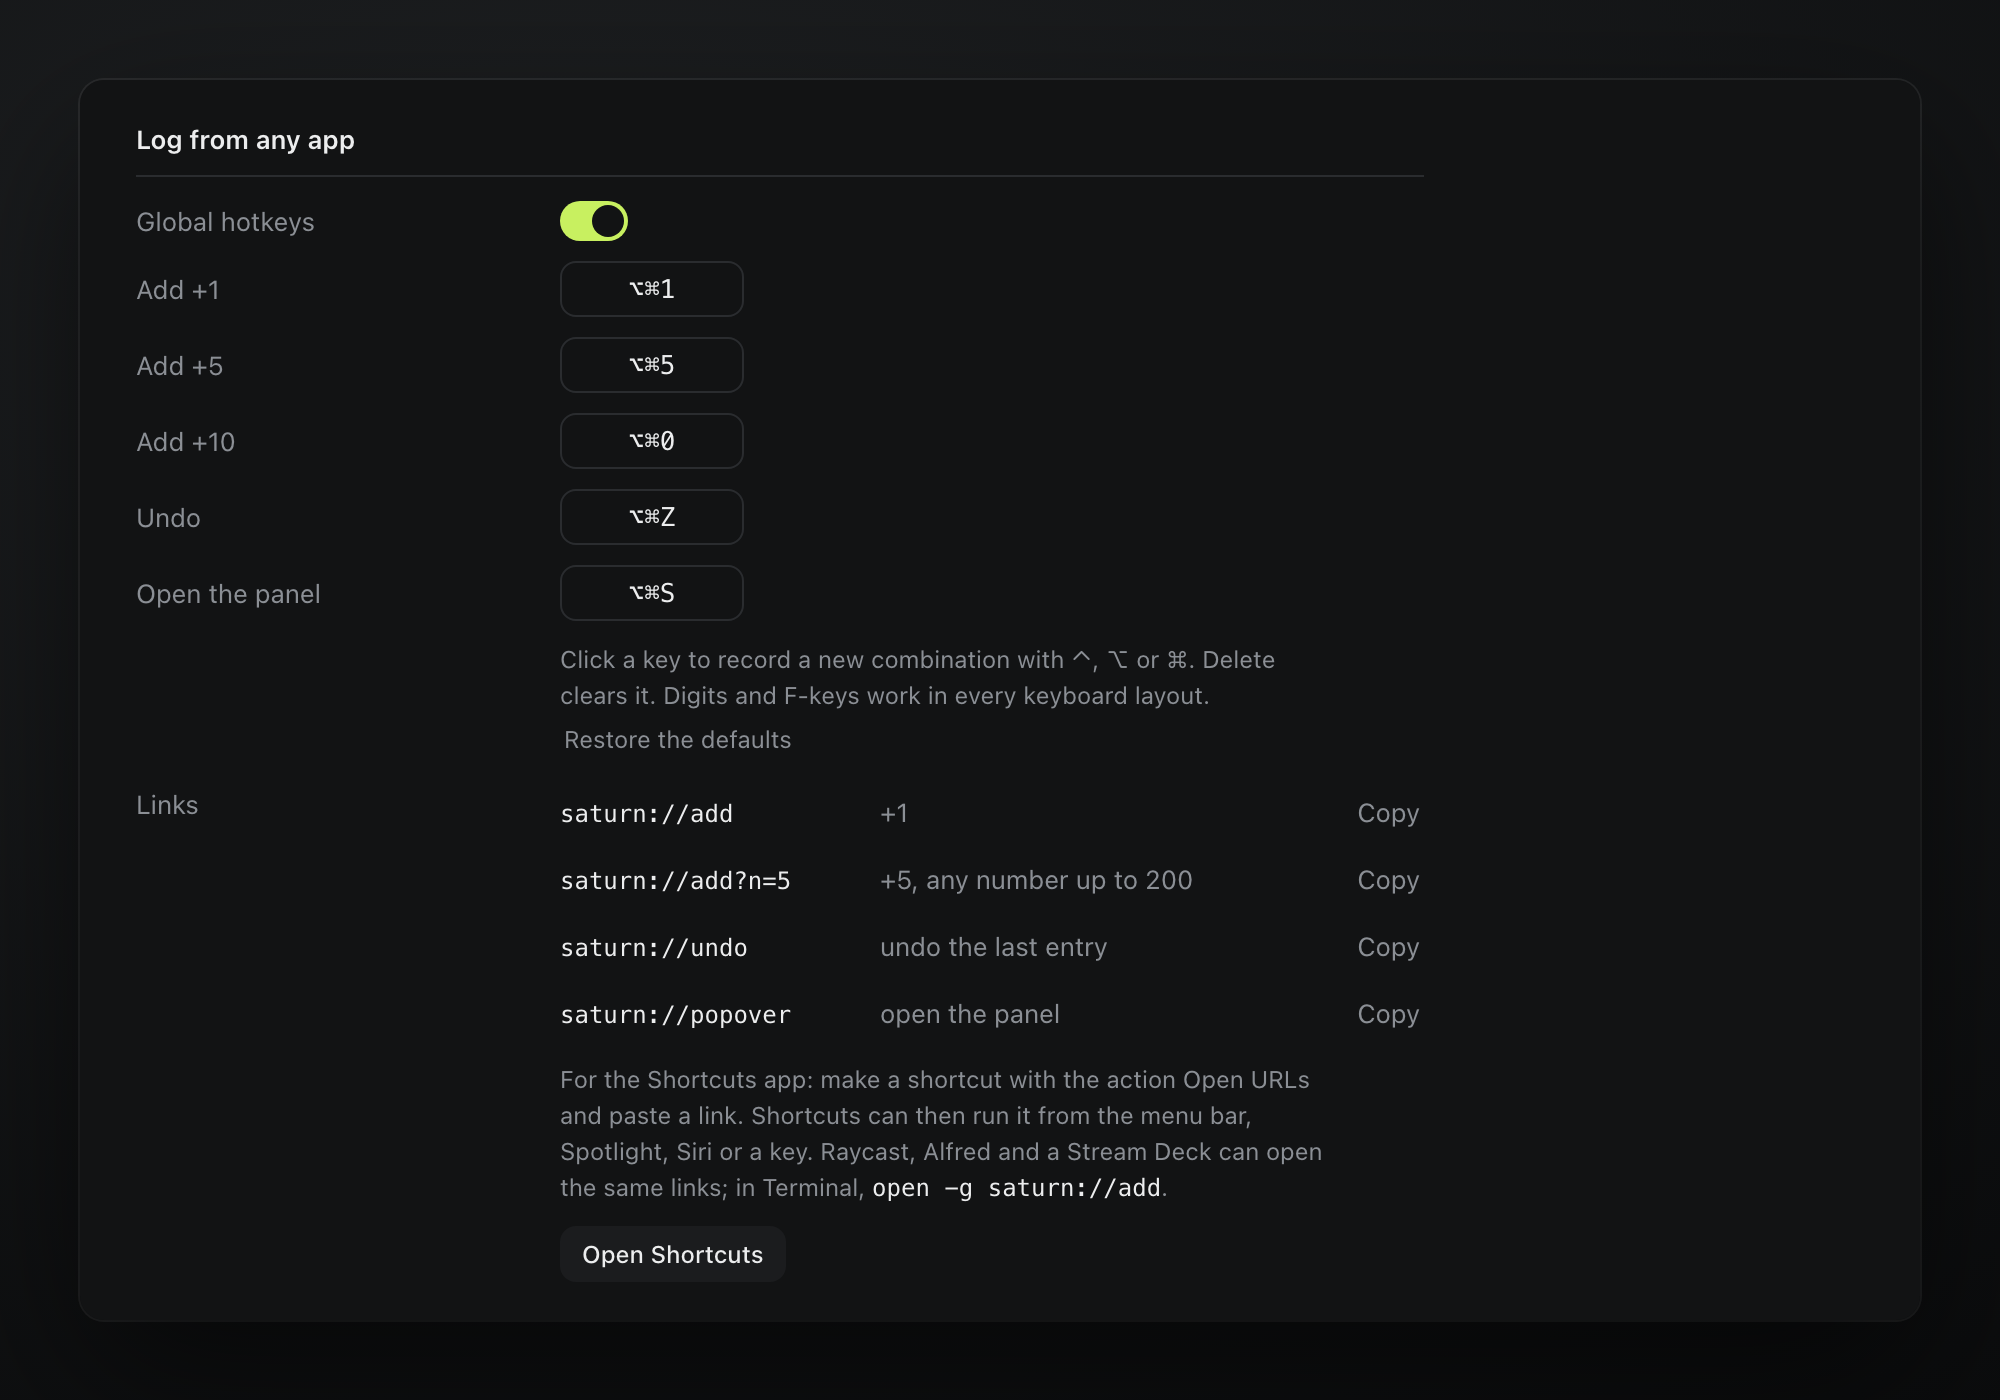 Log from any app
Global hotkeys
Add +1
⌥⌘1
Add +5
⌥⌘5
Add +10
⌥⌘0
Undo
⌥⌘Z
Open the panel
⌥⌘S
Click a key to record a new combination with ^, ⌥ or ⌘. Delete
clears it. Digits and F-keys work in every keyboard layout.
Restore the defaults
Links
saturn://add +1 Copy
saturn://add?n=5 +5, any number up to 200 Copy
saturn://undo undo the last entry Copy
saturn://popover open the panel Copy
For the Shortcuts app: make a shortcut with the action Open URLs
and paste a link. Shortcuts can then run it from the menu bar,
Spotlight, Siri or a key. Raycast, Alfred and a Stream Deck can open
the same links; in Terminal, open -g saturn://add.
Open Shortcuts